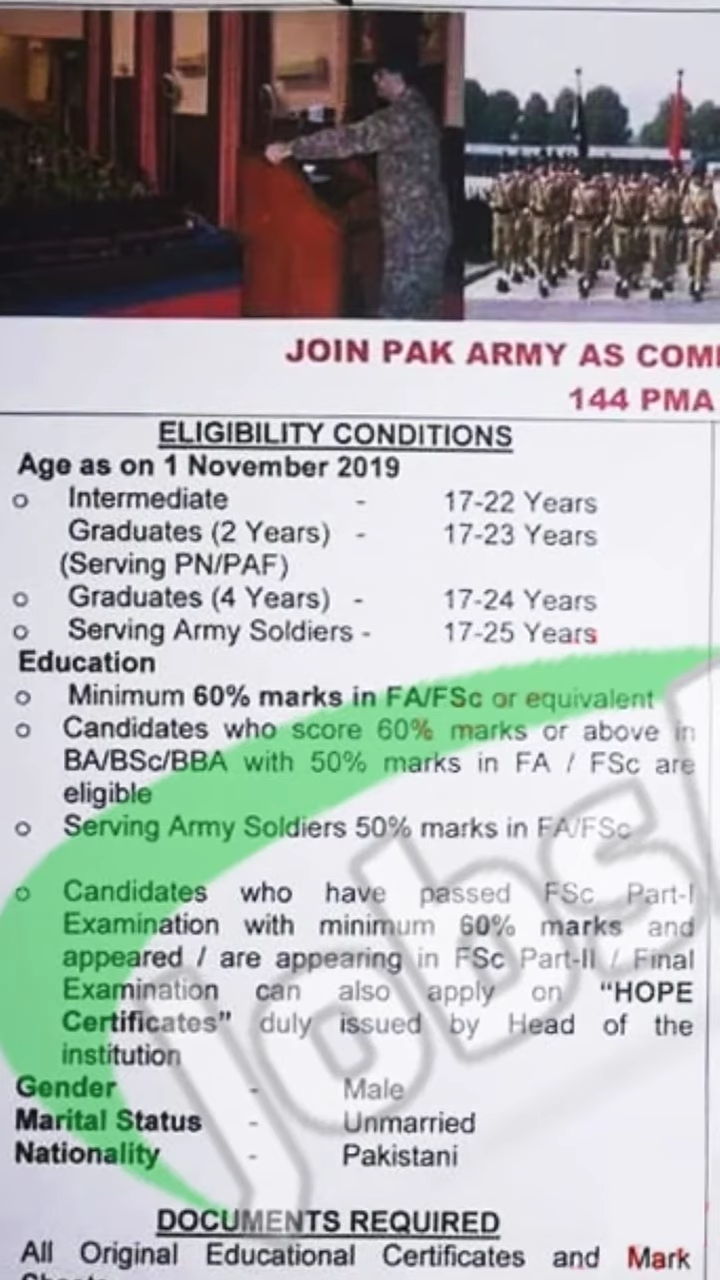 JOIN PAK ARMY AS
144 PMA
ELIGIBILITY CONDITIONS
Age as on 1 November 2019
o Intermediate - 17-22 Years
Graduates (2 Years) - 17-23 Years
(Serving PN/PAF)
o Graduates (4 Years) - 17-24 Years
o Serving Army Soldiers - 17-25 Years
Education
o Minimum 60% marks in FA/FSc or equivalent
o Candidates who score 60% marks or above in
BA/BSc/BBA with 50% marks in FA / FSc are
eligible
o Serving Army Soldiers 50% marks in FA/FSc
o Candidates who have passed FSc Part-I
Examination with minimum 60% marks and
appeared / are appearing in FSc Part-II / Final
Examination can also apply on “HOPE
Certificates” duly issued by Head of the
institution
Gender - Male
Marital Status - Unmarried
Nationality - Pakistani
DOCUMENTS REQUIRED
All Original Educational Certificates and Mark
Jobs